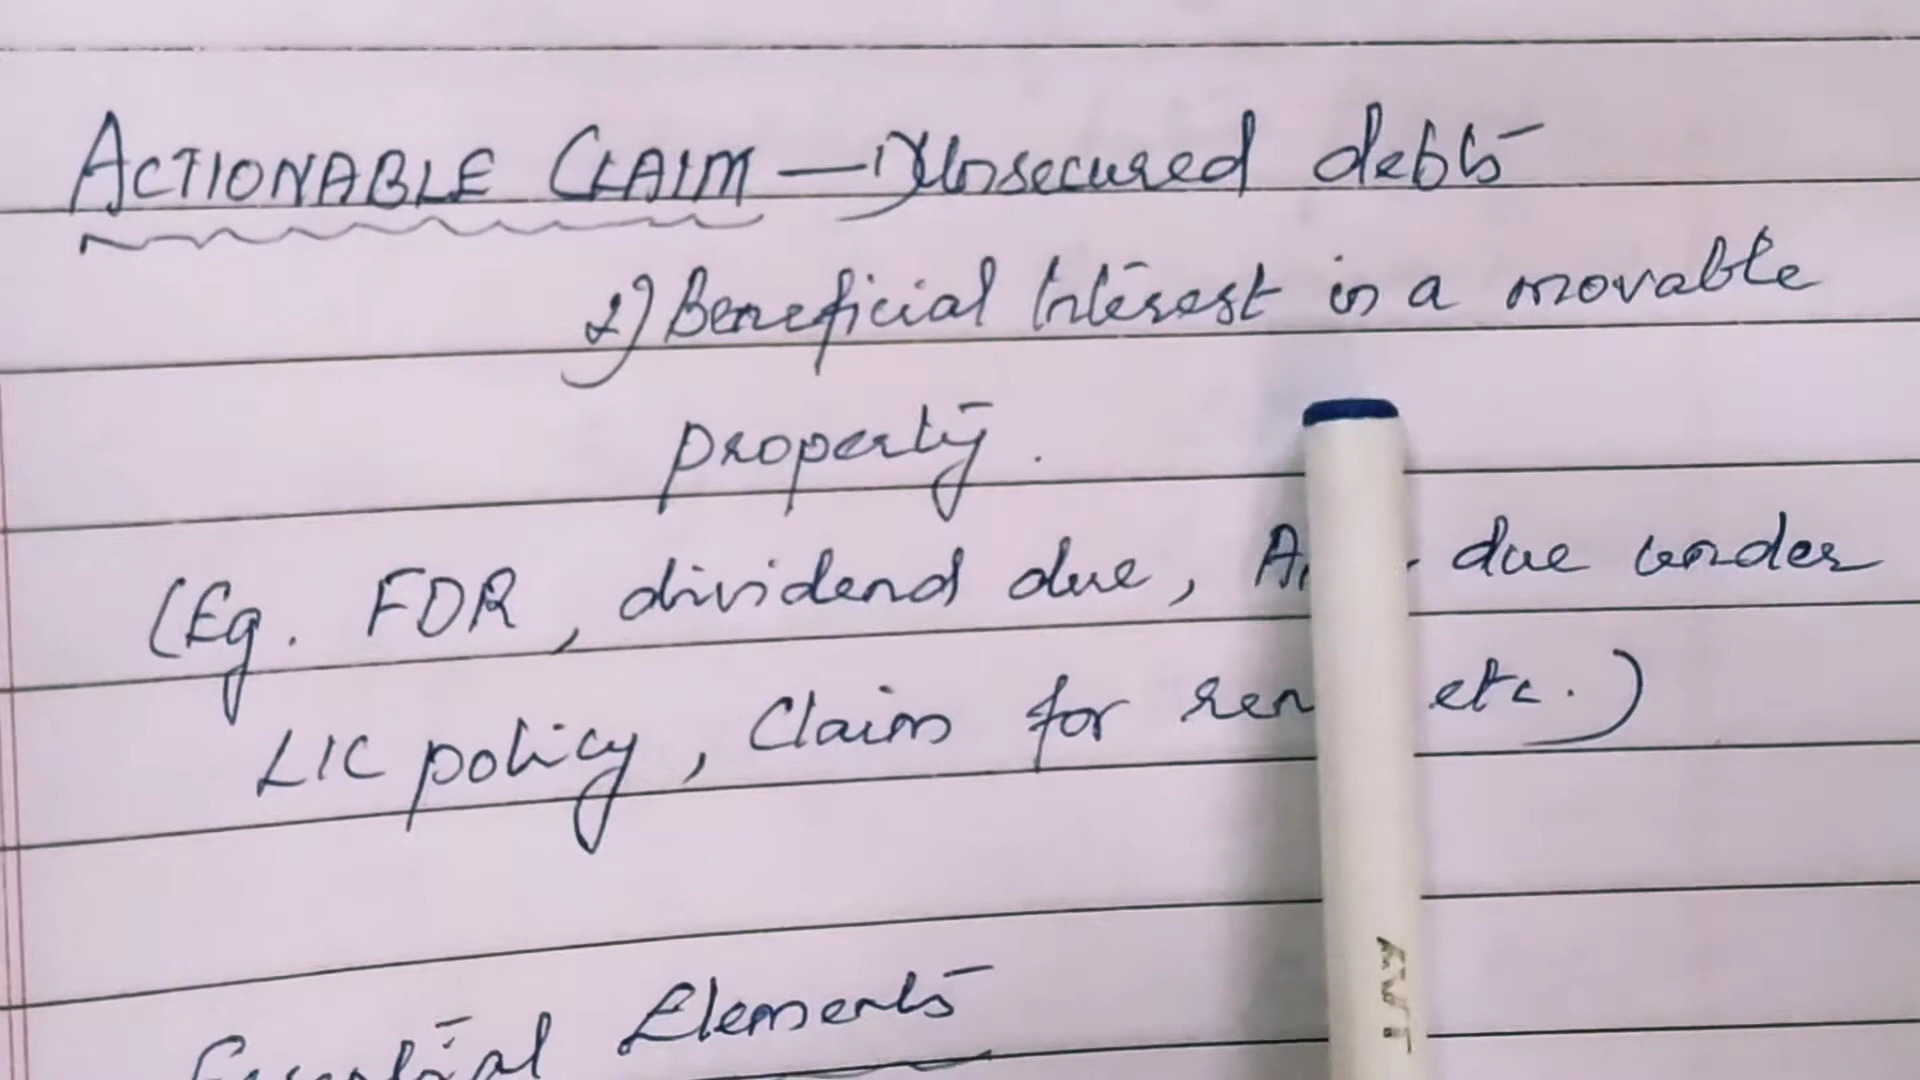 ACTIONABLE CLAIM — 1) Unsecured debts
2) Beneficial Interest in a movable
property.
(Eg. FDR, dividend due, due under
LIC policy, Claim for etc.)
Essential Elements